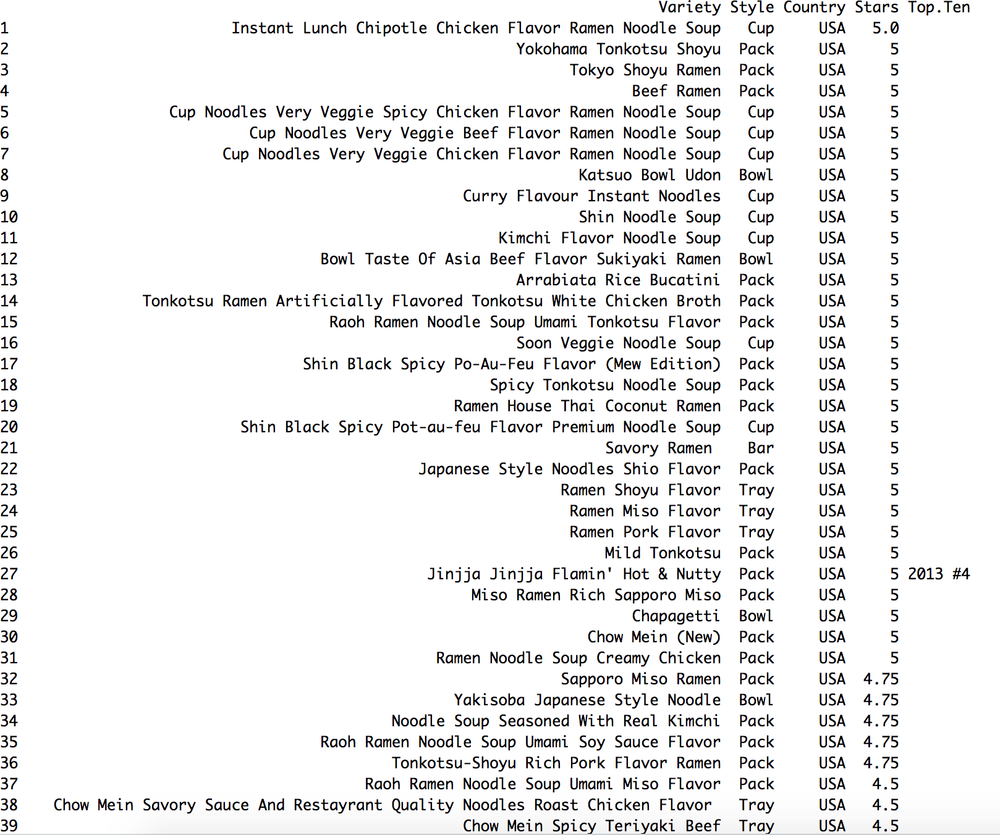 Variety Style Country Stars Top.Ten
1 Instant Lunch Chipotle Chicken Flavor Ramen Noodle Soup Cup USA 5.0
2 Yokohama Tonkotsu Shoyu Pack USA 5
3 Tokyo Shoyu Ramen Pack USA 5
4 Beef Ramen Pack USA 5
5 Cup Noodles Very Veggie Spicy Chicken Flavor Ramen Noodle Soup Cup USA 5
6 Cup Noodles Very Veggie Beef Flavor Ramen Noodle Soup Cup USA 5
7 Cup Noodles Very Veggie Chicken Flavor Ramen Noodle Soup Cup USA 5
8 Katsuo Bowl Udon Bowl USA 5
9 Curry Flavour Instant Noodles Cup USA 5
10 Shin Noodle Soup Cup USA 5
11 Kimchi Flavor Noodle Soup Cup USA 5
12 Bowl Taste Of Asia Beef Flavor Sukiyaki Ramen Bowl USA 5
13 Arrabiata Rice Bucatini Pack USA 5
14 Tonkotsu Ramen Artificially Flavored Tonkotsu White Chicken Broth Pack USA 5
15 Raoh Ramen Noodle Soup Umami Tonkotsu Flavor Pack USA 5
16 Soon Veggie Noodle Soup Cup USA 5
17 Shin Black Spicy Po-Au-Feu Flavor (Mew Edition) Pack USA 5
18 Spicy Tonkotsu Noodle Soup Pack USA 5
19 Ramen House Thai Coconut Ramen Pack USA 5
20 Shin Black Spicy Pot-au-feu Flavor Premium Noodle Soup Cup USA 5
21 Savory Ramen Bar USA 5
22 Japanese Style Noodles Shio Flavor Pack USA 5
23 Ramen Shoyu Flavor Tray USA 5
24 Ramen Miso Flavor Tray USA 5
25 Ramen Pork Flavor Tray USA 5
26 Mild Tonkotsu Pack USA 5
27 Jinjja Jinjja Flamin' Hot & Nutty Pack USA 5 2013 #4
28 Miso Ramen Rich Sapporo Miso Pack USA 5
29 Chapagetti Bowl USA 5
30 Chow Mein (New) Pack USA 5
31 Ramen Noodle Soup Creamy Chicken Pack USA 5
32 Sapporo Miso Ramen Pack USA 4.75
33 Yakisoba Japanese Style Noodle Bowl USA 4.75
34 Noodle Soup Seasoned With Real Kimchi Pack USA 4.75
35 Raoh Ramen Noodle Soup Umami Soy Sauce Flavor Pack USA 4.75
36 Tonkotsu-Shoyu Rich Pork Flavor Ramen Pack USA 4.75
37 Raoh Ramen Noodle Soup Umami Miso Flavor Pack USA 4.5
38 Chow Mein Savory Sauce And Restayrant Quality Noodles Roast Chicken Flavor Tray USA 4.5
39 Chow Mein Spicy Teriyaki Beef Tray USA 4.5